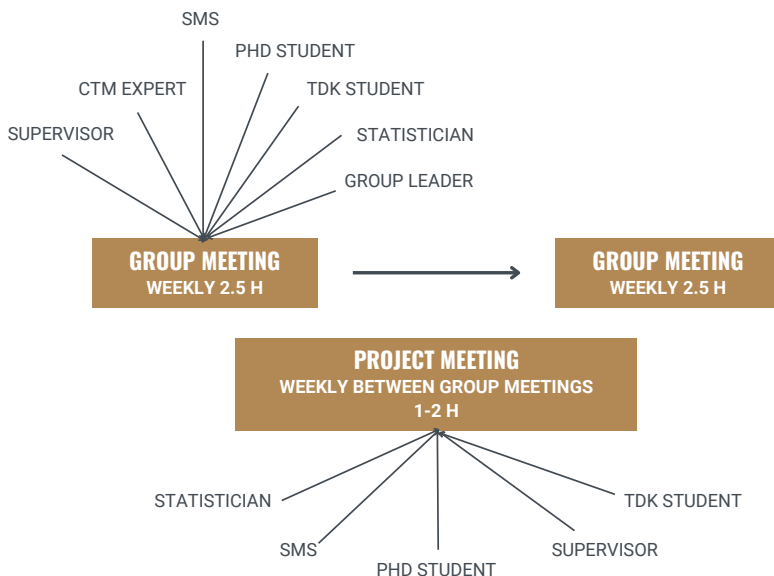 SMS
PHD STUDENT
CTM EXPERT
TDK STUDENT
SUPERVISOR
STATISTICIAN
GROUP LEADER
GROUP MEETING
WEEKLY 2.5 H
GROUP MEETING
WEEKLY 2.5 H
PROJECT MEETING
WEEKLY BETWEEN GROUP MEETINGS
1-2 H
STATISTICIAN
TDK STUDENT
SMS
SUPERVISOR
PHD STUDENT